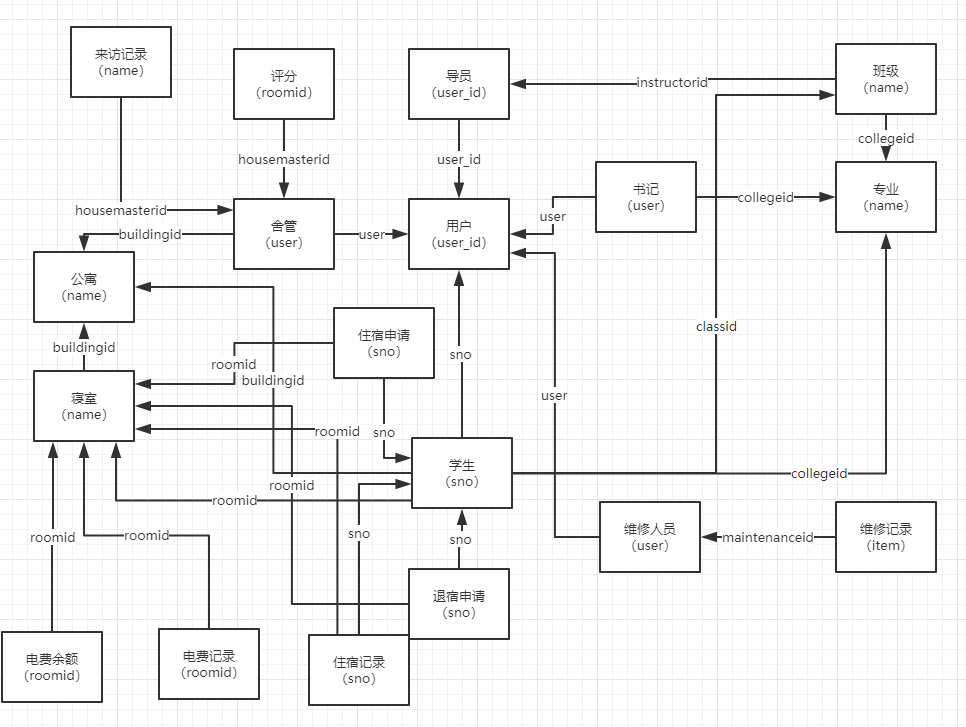 来访记录
（name）
评分
（roomid）
导员
（user_id）
班级
（name）
instructorid
collegeid
housemasterid
user_id
书记
（user）
collegeid
专业
（name）
housemasterid
舍管
（user）
buildingid
user
用户
（user_id）
user
公寓
（name）
buildingid
住宿申请
（sno）
classid
roomid
sno
buildingid
user
寝室
（name）
roomid
sno
学生
（sno）
collegeid
roomid
roomid
roomid
roomid
sno
sno
维修人员
（user）
maintenanceid
维修记录
（item）
退宿申请
（sno）
电费余额
（roomid）
电费记录
（roomid）
住宿记录
（sno）